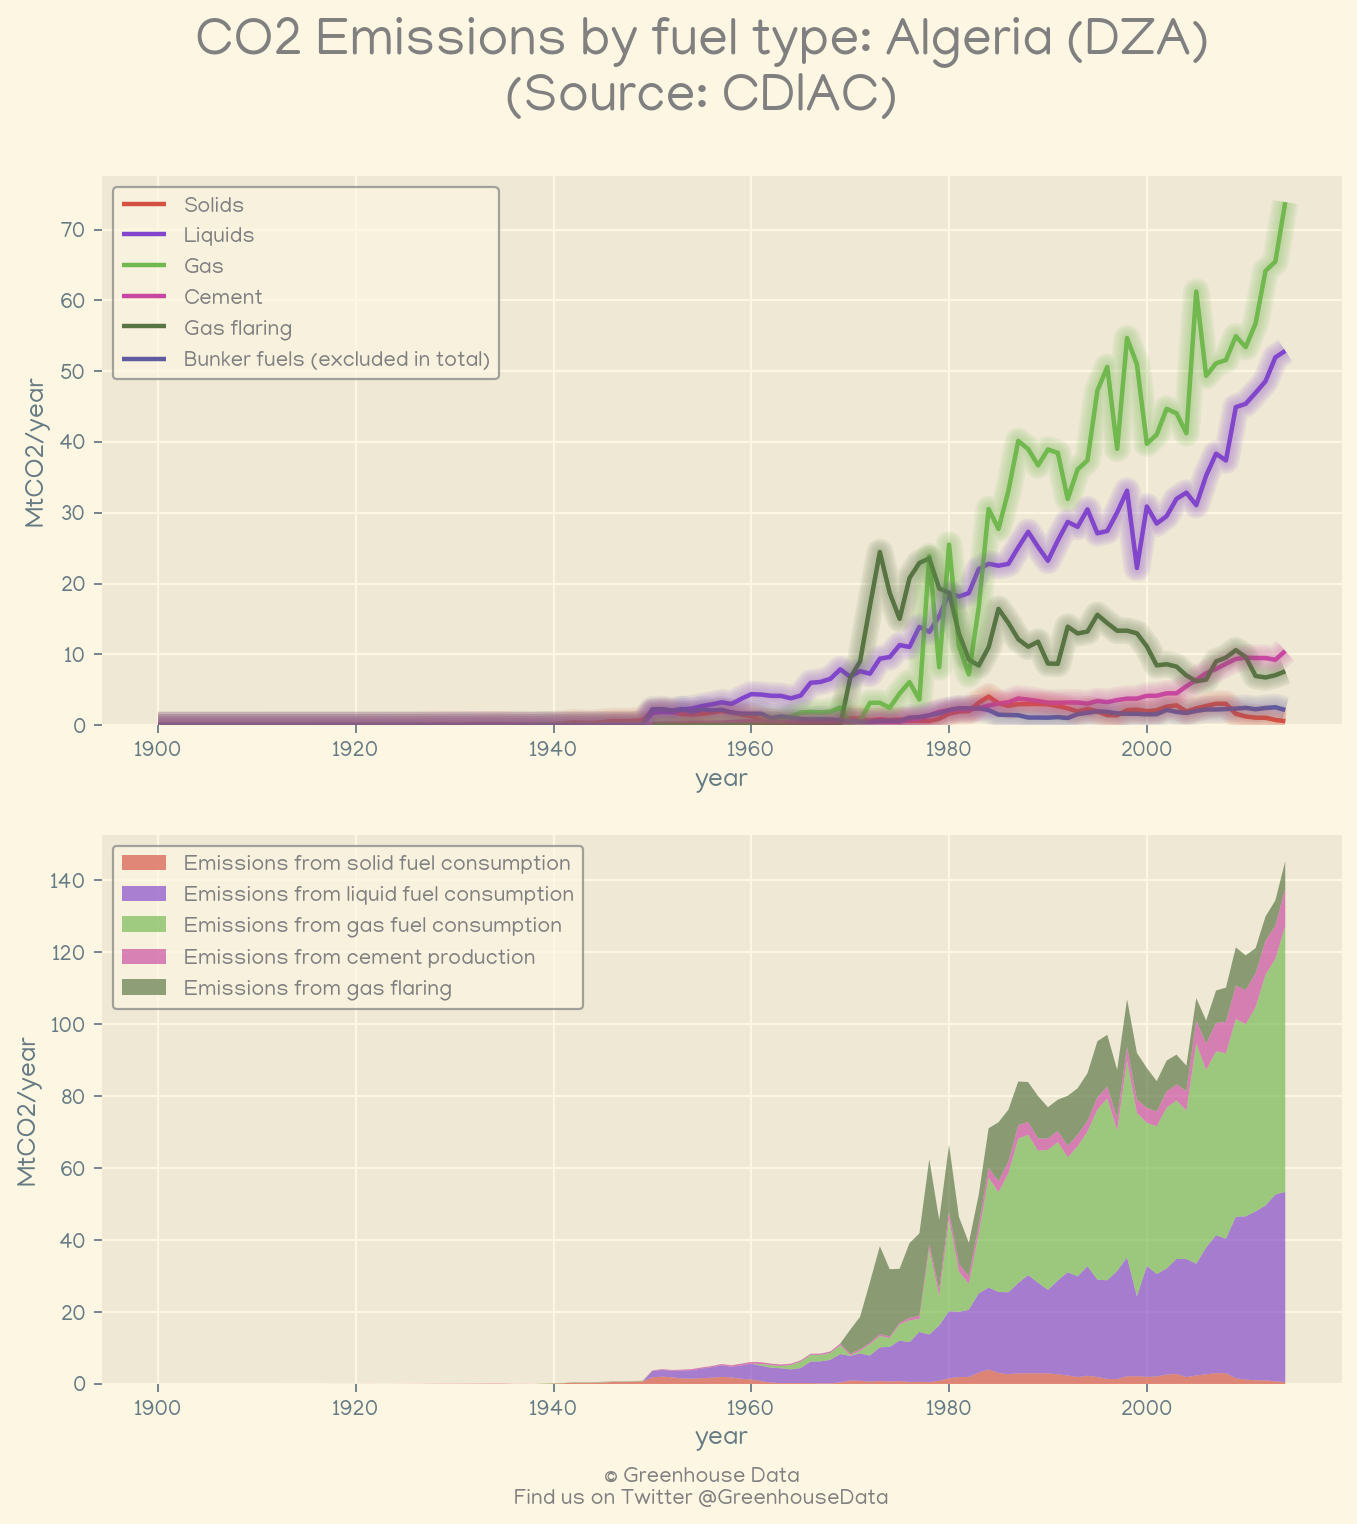 CO2 Emissions by fuel type: Algeria (DZA)
(Source: CDIAC)
Solids
Liquids
Gas
Cement
Gas flaring
Bunker fuels (excluded in total)
MtCO2/year
70
60
50
40
30
20
10
0
1900 1920 1940 1960 1980 2000
year
Emissions from solid fuel consumption
Emissions from liquid fuel consumption
Emissions from gas fuel consumption
Emissions from cement production
Emissions from gas flaring
MtCO2/year
140
120
100
80
60
40
20
0
1900 1920 1940 1960 1980 2000
year
© Greenhouse Data
Find us on Twitter @GreenhouseData